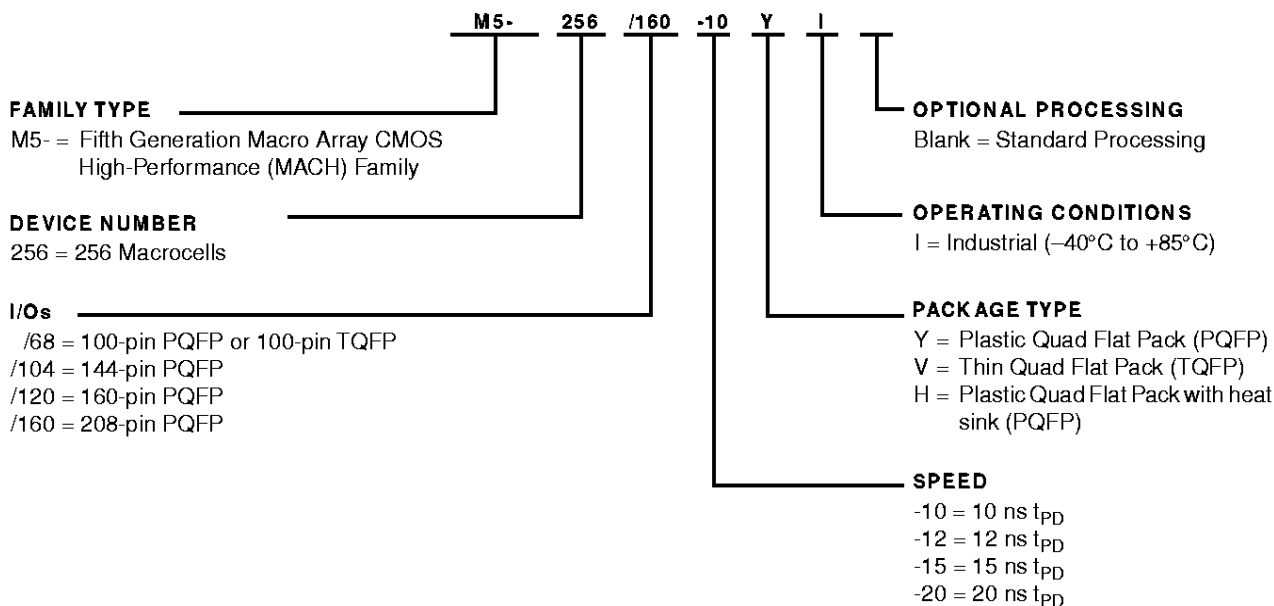 M5- 256 /160 -10 Y I
FAMILY TYPE
M5- = Fifth Generation Macro Array CMOS
High-Performance (MACH) Family
DEVICE NUMBER
256 = 256 Macrocells
I/Os
/68 = 100-pin PQFP or 100-pin TQFP
/104 = 144-pin PQFP
/120 = 160-pin PQFP
/160 = 208-pin PQFP
OPTIONAL PROCESSING
Blank = Standard Processing
OPERATING CONDITIONS
I = Industrial (–40°C to +85°C)
PACKAGE TYPE
Y = Plastic Quad Flat Pack (PQFP)
V = Thin Quad Flat Pack (TQFP)
H = Plastic Quad Flat Pack with heat
sink (PQFP)
SPEED
-10 = 10 ns tPD
-12 = 12 ns tPD
-15 = 15 ns tPD
-20 = 20 ns tPD